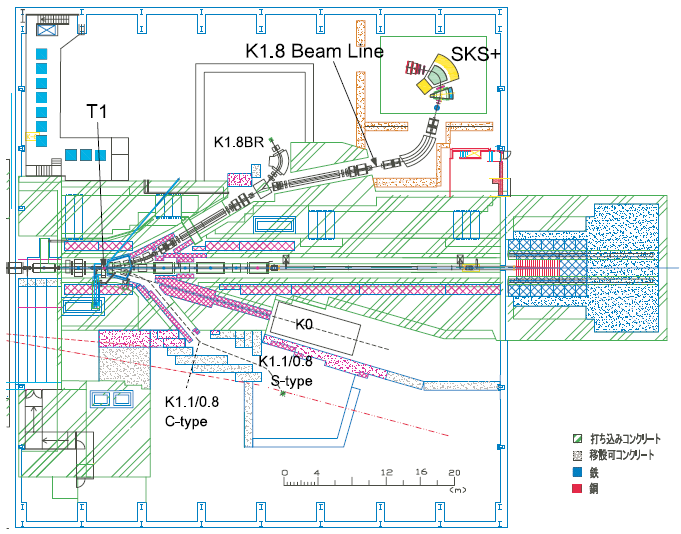 K1.8 Beam Line
SKS+
T1
K1.8BR
K0
K1.1/0.8
S-type
K1.1/0.8
C-type
0 4 8 12 16 20
(m)
打ち込みコンクリート
移設可コンクリート
鉄
銅